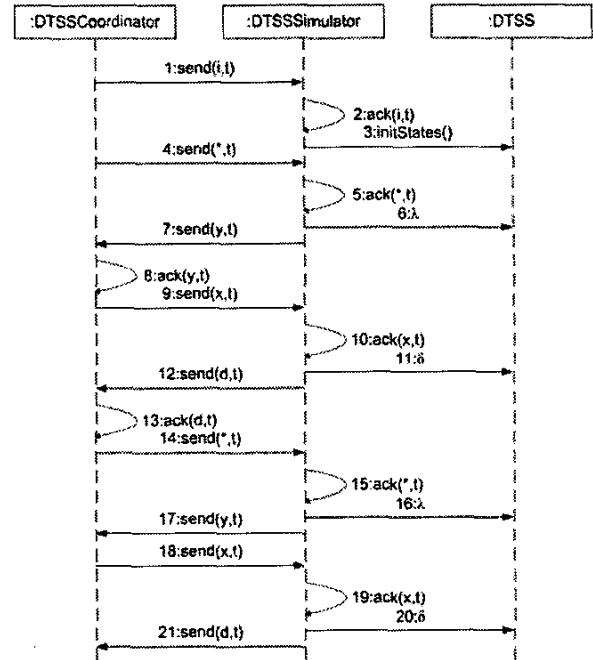 :DTSSCoordinator :DTSSSimulator :DTSS
1:send(i,t)
2:ack(i,t)
3:initStates()
4:send(*,t)
5:ack(*,t)
6:λ
7:send(y,t)
8:ack(y,t)
9:send(x,t)
10:ack(x,t)
11:δ
12:send(d,t)
13:ack(d,t)
14:send(*,t)
15:ack(*,t)
16:λ
17:send(y,t)
18:send(x,t)
19:ack(x,t)
20:δ
21:send(d,t)